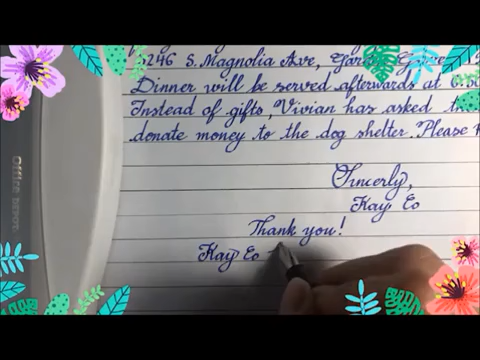 5246 S. Magnolia Ave,
Dinner will be served afterwards at
Instead of gifts, Vivian has asked
donate money to the dog shelter. Please
Sincerly,
Kay Eo
Thank you!
Kay Eo
Office DEPOT